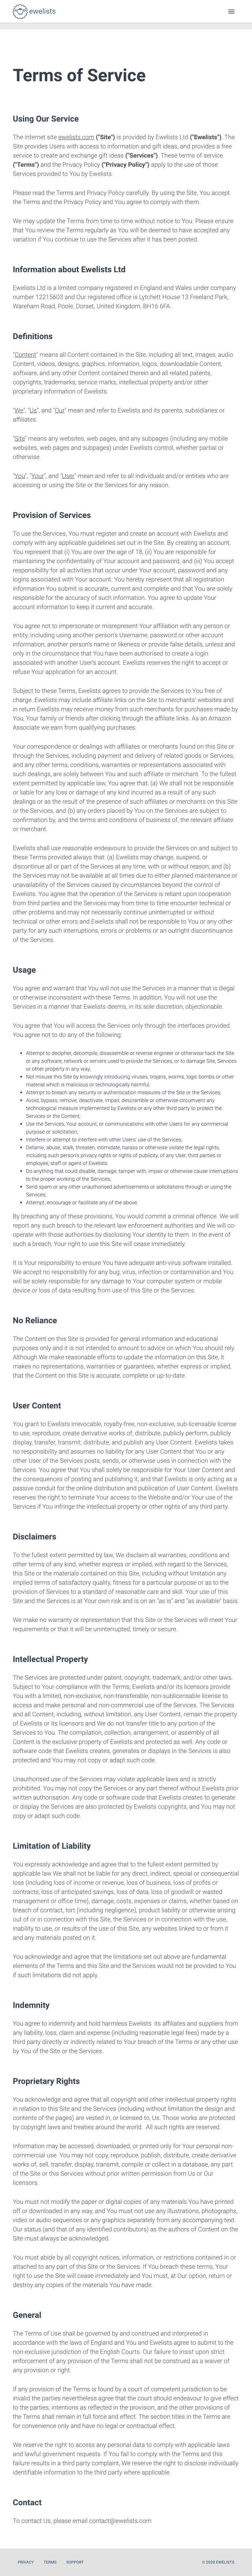 ewelists
Terms of Service
Using Our Service
The internet site ewelists.com ("Site") is provided by Ewelists Ltd ("Ewelists"). The
Site provides Users with access to information and gift ideas, and provides a free
service to create and exchange gift ideas ("Services"). These terms of service
("Terms") and the Privacy Policy ("Privacy Policy") apply to the use of those
Services provided to You by Ewelists.
Please read the Terms and Privacy Policy carefully. By using the Site, You accept
the Terms and the Privacy Policy and You agree to comply with them.
We may update the Terms from time to time without notice to You. Please ensure
that You review the Terms regularly as You will be deemed to have accepted any
variation if You continue to use the Services after it has been posted.
Information about Ewelists Ltd
Ewelists Ltd is a limited company registered in England and Wales under company
number 12215603 and Our registered office is Lytchett House 13 Freeland Park,
Wareham Road, Poole, Dorset, United Kingdom, BH16 6FA.
Definitions
"Content" means all Content contained in the Site, including all text, images, audio
Content, videos, designs, graphics, information, logos, downloadable Content,
software, and any other Content contained therein and all related patents,
copyrights, trademarks, service marks, intellectual property and/or other
proprietary information of Ewelists.
"We", "Us", and "Our" mean and refer to Ewelists and its parents, subsidiaries or
affiliates.
"Site" means any websites, web pages, and any subpages (including any mobile
websites, web pages and subpages) under Ewelists control, whether partial or
otherwise.
"You", "Your", and "User" mean and refer to all individuals and/or entities who are
accessing or using the Site or the Services for any reason.
Provision of Services
To use the Services, You must register and create an account with Ewelists and
comply with any applicable guidelines set out in the Site. By creating an account,
You represent that (i) You are over the age of 18, (ii) You are responsible for
maintaining the confidentiality of Your account and password, and (iii) You accept
responsibility for all activities that occur under Your account, password and any
logins associated with Your account. You hereby represent that all registration
information You submit is accurate, current and complete and that You are solely
responsible for the accuracy of such information. You agree to update Your
account information to keep it current and accurate.
You agree not to impersonate or misrepresent Your affiliation with any person or
entity, including using another person's Username, password or other account
information, another person's name or likeness or provide false details, unless and
only in the circumstance that You have been authorised to create a login
associated with another User's account. Ewelists reserves the right to accept or
refuse Your application for an account.
Subject to these Terms, Ewelists agrees to provide the Services to You free of
charge. Ewelists may include affiliate links on the Site to merchants' websites and
in return Ewelists may receive money from such merchants for purchases made by
You, Your family or friends after clicking through the affiliate links. As an Amazon
Associate we earn from qualifying purchases.
Your correspondence or dealings with affiliates or merchants found on this Site or
through the Services, including payment and delivery of related goods or Services,
and any other terms, conditions, warranties or representations associated with
such dealings, are solely between You and such affiliate or merchant. To the fullest
extent permitted by applicable law, You agree that: (a) We shall not be responsible
or liable for any loss or damage of any kind incurred as a result of any such
dealings or as the result of the presence of such affiliates or merchants on this Site
or the Services, and (b) any orders placed by You on the Services are subject to
confirmation by, and the terms and conditions of business of, the relevant affiliate
or merchant.
Ewelists shall use reasonable endeavours to provide the Services on and subject to
these Terms provided always that: (a) Ewelists may change, suspend, or
discontinue all or part of the Services at any time, with or without reason; and (b)
the Services may not be available at all times due to either planned maintenance or
unavailability of the Services caused by circumstances beyond the control of
Ewelists. You agree that the operation of the Services is reliant upon cooperation
from third parties and the Services may from time to time encounter technical or
other problems and may not necessarily continue uninterrupted or without
technical or other errors and Ewelists shall not be responsible to You or any other
party for any such interruptions, errors or problems or an outright discontinuance
of the Services.
Usage
You agree and warrant that You will not use the Services in a manner that is illegal
or otherwise inconsistent with these Terms. In addition, You will not use the
Services in a manner that Ewelists deems, in its sole discretion, objectionable.
You agree that You will access the Services only through the interfaces provided.
You agree not to do any of the following:
• Attempt to decipher, decompile, disassemble or reverse engineer or otherwise hack the Site
or any software, network or servers used to provide the Services, or to damage Site, Services
or other property in any way;
• Not misuse this Site by knowingly introducing viruses, trojans, worms, logic bombs or other
material which is malicious or technologically harmful;
• Attempt to breach any security or authentication measures of the Site or the Services;
• Avoid, bypass, remove, deactivate, impair, descramble or otherwise circumvent any
technological measure implemented by Ewelists or any other third party to protect the
Services or the Content;
• Use the Services, Your account, or communications with other Users for any commercial
purpose or solicitation;
• Interfere or attempt to interfere with other Users' use of the Services;
• Defame, abuse, stalk, threaten, intimidate, harass or otherwise violate the legal rights,
including such person's privacy rights or rights of publicity, of any User, third parties or
employee, staff or agent of Ewelists
• Do anything that could disable, damage, tamper with, impair or otherwise cause interruptions
to the proper working of the Services;
• Send spam or any other unauthorised advertisements or solicitations through or using the
Services;
• Attempt, encourage or facilitate any of the above.
By breaching any of these provisions, You would commit a criminal offence. We will
report any such breach to the relevant law enforcement authorities and We will co-
operate with those authorities by disclosing Your identity to them. In the event of
such a breach, Your right to use this Site will cease immediately.
It is Your responsibility to ensure You have adequate anti-virus software installed.
We accept no responsibility for any bug, virus, infection or contamination and You
will be solely responsible for any damage to Your computer system or mobile
device or loss of data resulting from use of this Site or the Services.
No Reliance
The Content on this Site is provided for general information and educational
purposes only and it is not intended to amount to advice on which You should rely.
Although We make reasonable efforts to update the information on this Site, it
makes no representations, warranties or guarantees, whether express or implied,
that the Content on this Site is accurate, complete or up-to-date.
User Content
You grant to Ewelists irrevocable, royalty-free, non-exclusive, sub-licensable license
to use, reproduce, create derivative works of, distribute, publicly perform, publicly
display, transfer, transmit, distribute, and publish any User Content. Ewelists takes
no responsibility and assumes no liability for any User Content that You or any
other User of the Services posts, sends, or otherwise uses in connection with the
Services. You agree that You shall solely be responsible for Your User Content and
the consequences of posting and publishing it, and that Ewelists is only acting as a
passive conduit for the online distribution and publication of User Content. Ewelists
reserves the right to terminate Your access to the Website and/or Your use of the
Services if You infringe the intellectual property or other rights of any third party.
Disclaimers
To the fullest extent permitted by law, We disclaim all warranties, conditions and
other terms of any kind, whether express or implied, with regard to the Services,
this Site or the materials contained on this Site, including without limitation any
implied terms of satisfactory quality, fitness for a particular purpose or as to the
provision of Services to a standard of reasonable care and skill. Your use of this
Site and the Services is at Your own risk and is on an "as is" and "as available" basis.
We make no warranty or representation that this Site or the Services will meet Your
requirements or that it will be uninterrupted, timely or secure.
Intellectual Property
The Services are protected under patent, copyright, trademark, and/or other laws.
Subject to Your compliance with the Terms, Ewelists and/or its licensors provide
You with a limited, non-exclusive, non-transferable, non-sublicensable license to
access and make personal and non-commercial use of the Services. The Services
and all Content, including, without limitation, any User Content, remain the property
of Ewelists or its licensors and We do not transfer title to any portion of the
Services to You. The compilation, collection, arrangement, or assembly of all
Content is the exclusive property of Ewelists and protected as well. Any code or
software code that Ewelists creates, generates or displays in the Services is also
protected and You may not copy or adapt such code.
Unauthorised use of the Services may violate applicable laws and is strictly
prohibited. You may not copy the Services or any part thereof without Ewelists prior
written authorisation. Any code or software code that Ewelists creates to generate
or display the Services are also protected by Ewelists copyrights, and You may not
copy or adapt such code.
Limitation of Liability
You expressly acknowledge and agree that to the fullest extent permitted by
applicable law We shall not be liable for any direct, indirect, special or consequential
loss (including loss of income or revenue, loss of business, loss of profits or
contracts, loss of anticipated savings, loss of data, loss of goodwill or wasted
management or office time), damage, costs, expenses or claims, whether based on
breach of contract, tort (including negligence), product liability or otherwise arising
out of or in connection with this Site, the Services or in connection with the use,
inability to use, or results of the use of this Site, any websites linked to or from it
and any materials posted on it.
You acknowledge and agree that the limitations set out above are fundamental
elements of the Terms and this Site and the Services would not be provided to You
if such limitations did not apply.
Indemnity
You agree to indemnify and hold harmless Ewelists its affiliates and suppliers from
any liability, loss, claim and expense (including reasonable legal fees) made by a
third party directly or indirectly related to Your breach of the Terms or any other use
by You of the Site or the Services.
Proprietary Rights
You acknowledge and agree that all copyright and other intellectual property rights
in relation to this Site and the Services (including without limitation the design and
contents of the pages) are vested in, or licensed to, Us. Those works are protected
by copyright laws and treaties around the world. All such rights are reserved.
Information may be accessed, downloaded, or printed only for Your personal non-
commercial use. You may not copy, reproduce, publish, distribute, create derivative
works of, sell, transfer, display, transmit, compile or collect in a database, any part
of the Site or this Services without prior written permission from Us or Our
licensors.
You must not modify the paper or digital copies of any materials You have printed
off or downloaded in any way, and You must not use any illustrations, photographs,
video or audio sequences or any graphics separately from any accompanying text.
Our status (and that of any identified contributors) as the authors of Content on the
Site must always be acknowledged.
You must abide by all copyright notices, information, or restrictions contained in or
attached to any part of this Site or the Services. If You breach these Terms, Your
right to use the Site will cease immediately and You must, at Our option, return or
destroy any copies of the materials You have made.
General
The Terms of Use shall be governed by and construed and interpreted in
accordance with the laws of England and You and Ewelists agree to submit to the
non-exclusive jurisdiction of the English Courts. Our failure to insist upon strict
enforcement of any provision of the Terms shall not be construed as a waiver of
any provision or right.
If any provision of the Terms is found by a court of competent jurisdiction to be
invalid the parties nevertheless agree that the court should endeavour to give effect
to the parties, intentions as reflected in the provision, and the other provisions of
the Terms shall remain in full force and effect. The section titles in the Terms are
for convenience only and have no legal or contractual effect.
We reserve the right to access any personal data to comply with applicable laws
and lawful government requests. If You fail to comply with the Terms and this
failure results in a third party complaint, We reserve the right to disclose individually
identifiable information to the third party where applicable.
Contact
To contact Us, please email contact@ewelists.com
PRIVACY TERMS SUPPORT © 2020 EWELISTS